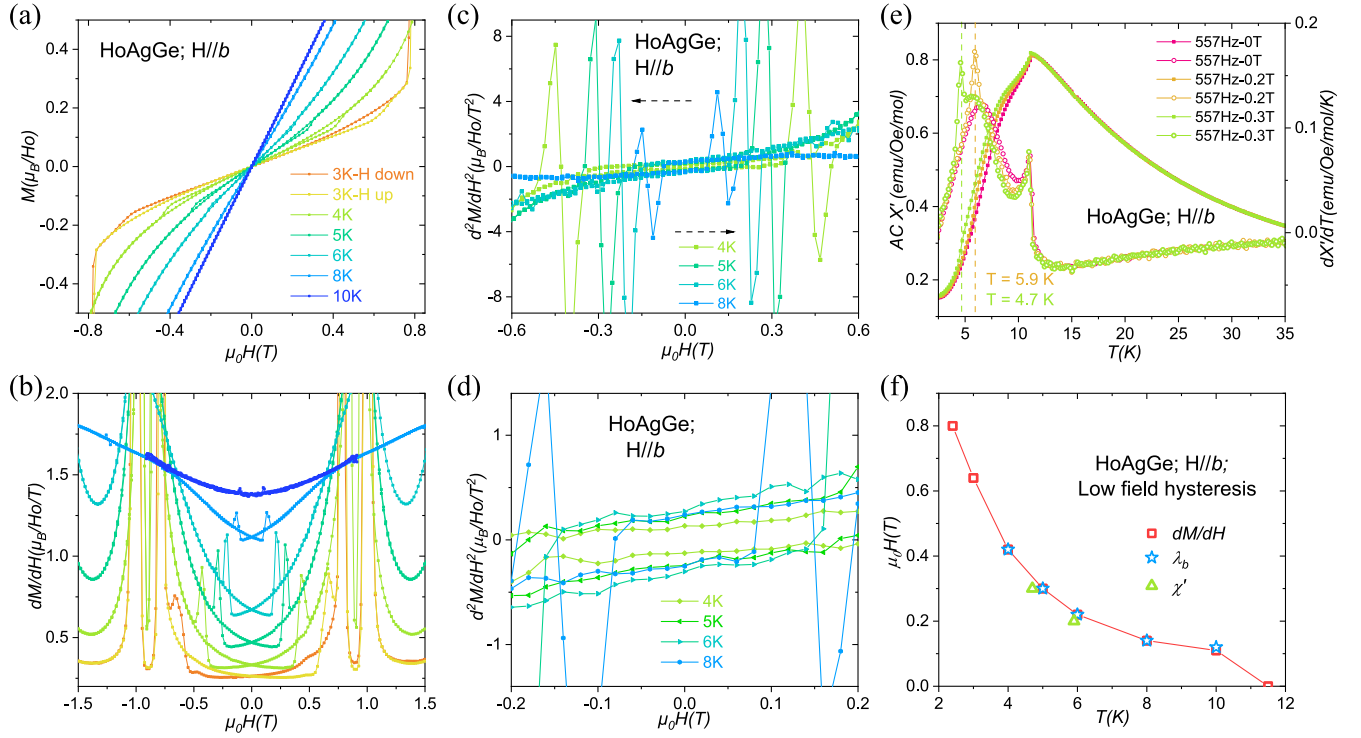 (a)
HoAgGe; H//b
M(μB/Ho)
0.4
0.2
0.0
-0.2
-0.4
3K-H down
3K-H up
4K
5K
6K
8K
10K
-0.8 -0.4 0.0 0.4 0.8
μ0H(T)
(b)
dM/dH(μB/Ho/T)
2.0
1.5
1.0
0.5
-1.5 -1.0 -0.5 0.0 0.5 1.0 1.5
μ0H(T)
(c)
HoAgGe;
H//b
d²M/dH²(μB/Ho/T²)
8
4
0
-4
-8
4K
5K
6K
8K
-0.6 -0.3 0.0 0.3 0.6
μ0H(T)
(d)
HoAgGe;
H//b
d²M/dH²(μB/Ho/T²)
1
0
-1
4K
5K
6K
8K
-0.2 -0.1 0.0 0.1 0.2
μ0H(T)
(e)
AC X'(emu/Oe/mol)
0.8
0.6
0.4
0.2
557Hz-0T
557Hz-0T
557Hz-0.2T
557Hz-0.2T
557Hz-0.3T
557Hz-0.3T
HoAgGe; H//b
T = 5.9 K
T = 4.7 K
0.2
0.1
0.0
dX'/dT(emu/Oe/mol/K)
5 10 15 20 25 30 35
T(K)
(f)
μ0H(T)
0.8
0.6
0.4
0.2
0.0
HoAgGe; H//b;
Low field hysteresis
dM/dH
λb
χ'
2 4 6 8 10 12
T(K)